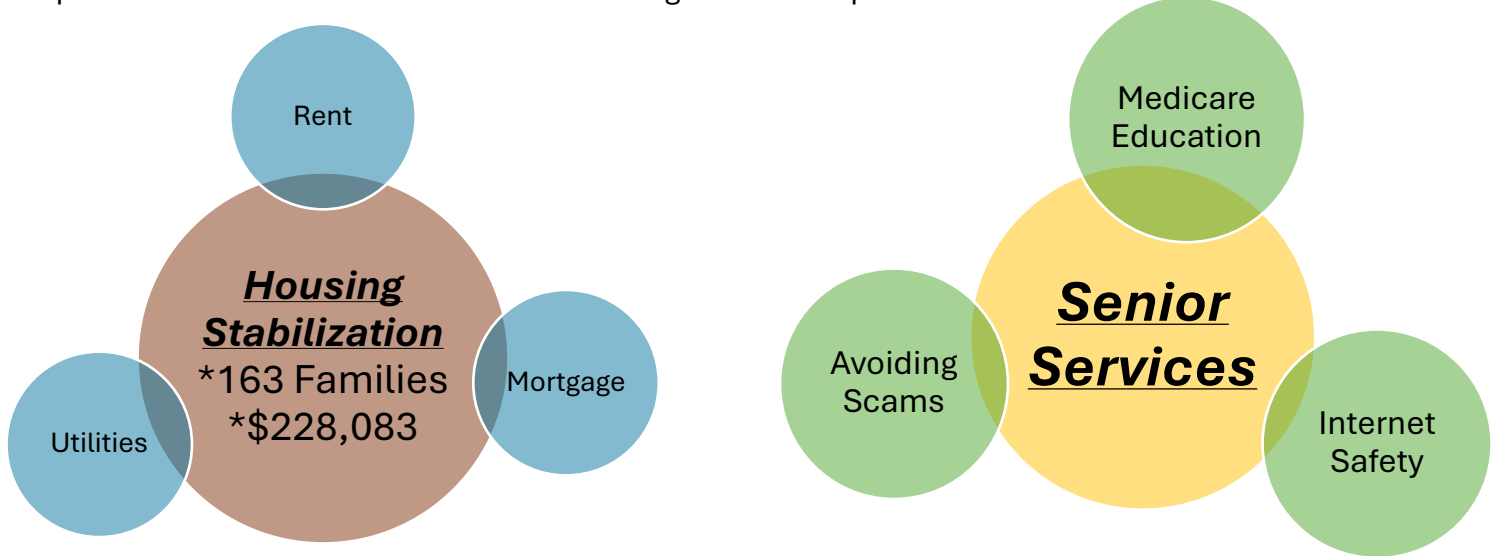 Rent
Housing
Stabilization
*163 Families
*$228,083
Mortgage
Utilities
Medicare
Education
Senior
Services
Avoiding
Scams
Internet
Safety